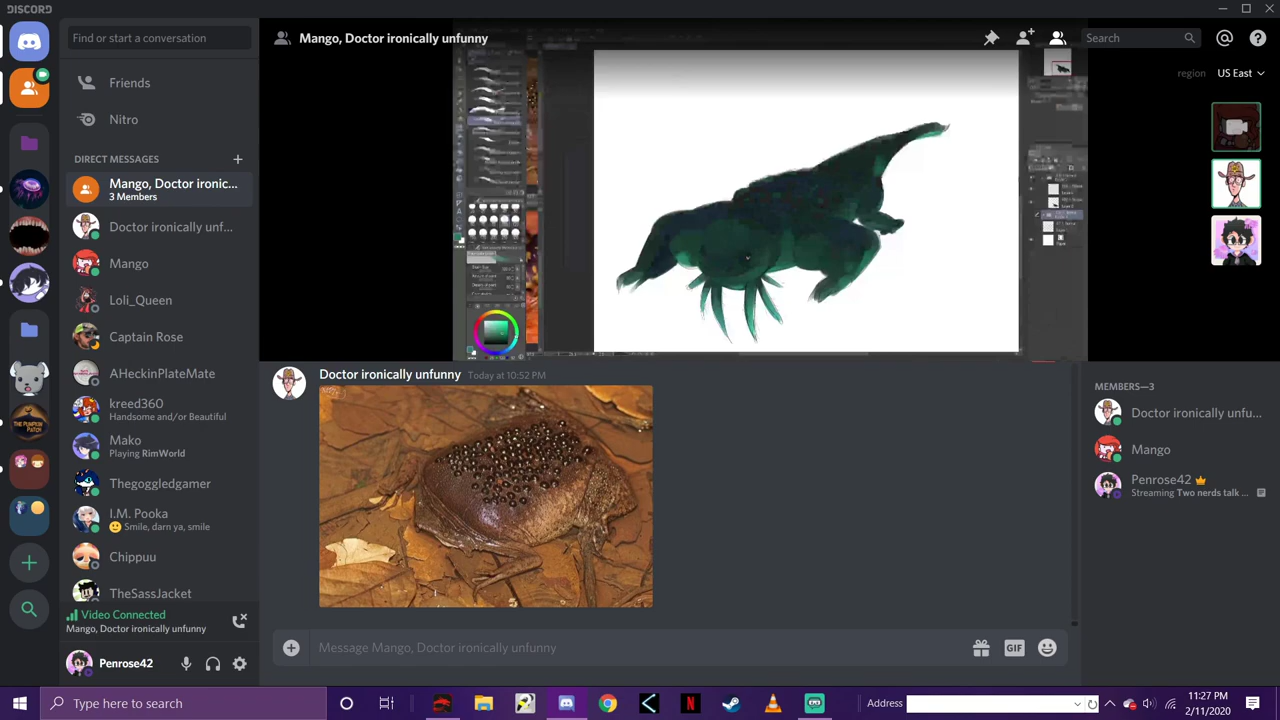 DISCORD
Find or start a conversation
Friends
Nitro
DIRECT MESSAGES
Mango, Doctor ironic...
3 Members
Doctor ironically unf...
Mango
Loli_Queen
Captain Rose
AHeckinPlateMate
kreed360
Handsome and/or Beautiful
Mako
Playing RimWorld
Thegoggledgamer
I.M. Pooka
Smile, darn ya, smile
Chippuu
TheSassJacket
THE PUMPKIN PATCH
Video Connected
Mango, Doctor ironically unfunny
Penrose42
Mango, Doctor ironically unfunny
Search
region
US East
Doctor ironically unfunny Today at 10:52 PM
Message Mango, Doctor ironically unfunny
GIF
MEMBERS—3
Doctor ironically unfu...
Mango
Penrose42
Streaming Two nerds talk ...
Type here to search
Address
11:27 PM
2/11/2020